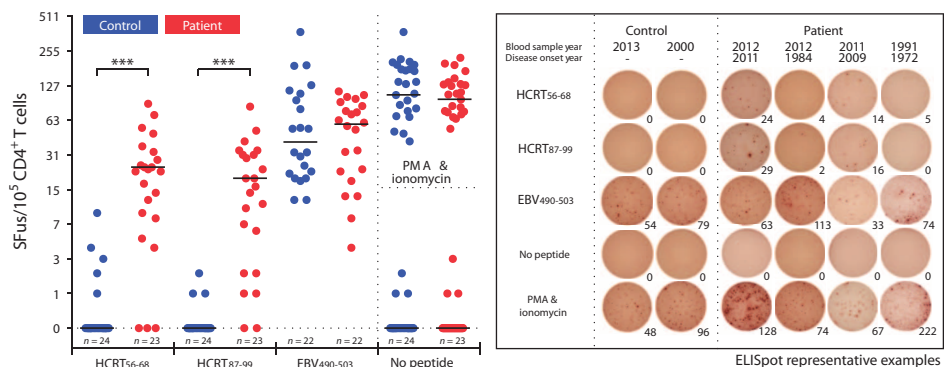 511
255
127
63
31
15
7
3
1
0
SFus/10⁵ CD4⁺ T cells
Control
Patient
***
***
PMA &
ionomycin
n = 24
n = 23
n = 24
n = 23
n = 22
n = 22
n = 24
n = 23
HCRT56-68
HCRT87-99
EBV490-503
No peptide
Control
Patient
Blood sample year 2013 2000 2012 2012 2011 1991
Disease onset year - - 2011 1984 2009 1972
HCRT56-68
0 0 24 4 14 5
HCRT87-99
0 0 29 2 16 0
EBV490-503
54 79 63 113 33 74
No peptide
0 0 0 0 0 0
PMA &
ionomycin
48 96 128 74 67 222
ELISpot representative examples